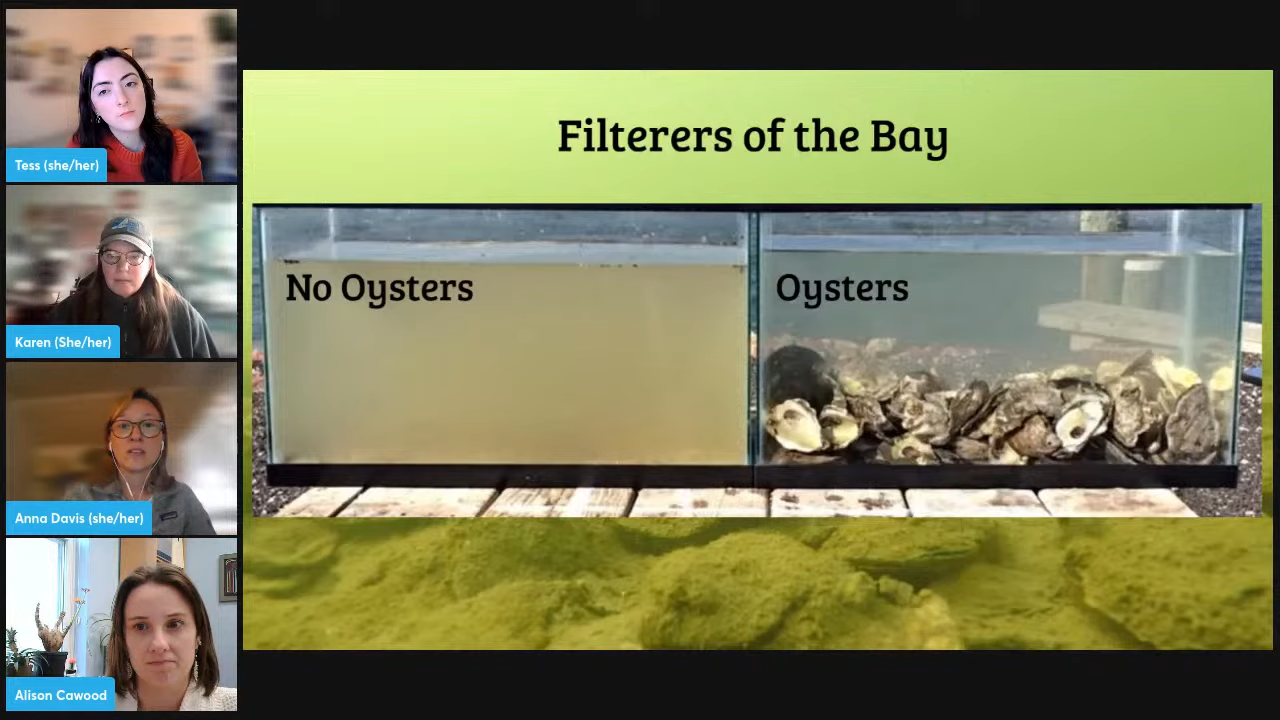 Tess (she/her)
Karen (She/her)
Anna Davis (she/her)
Alison Cawood
Filterers of the Bay
No Oysters
Oysters